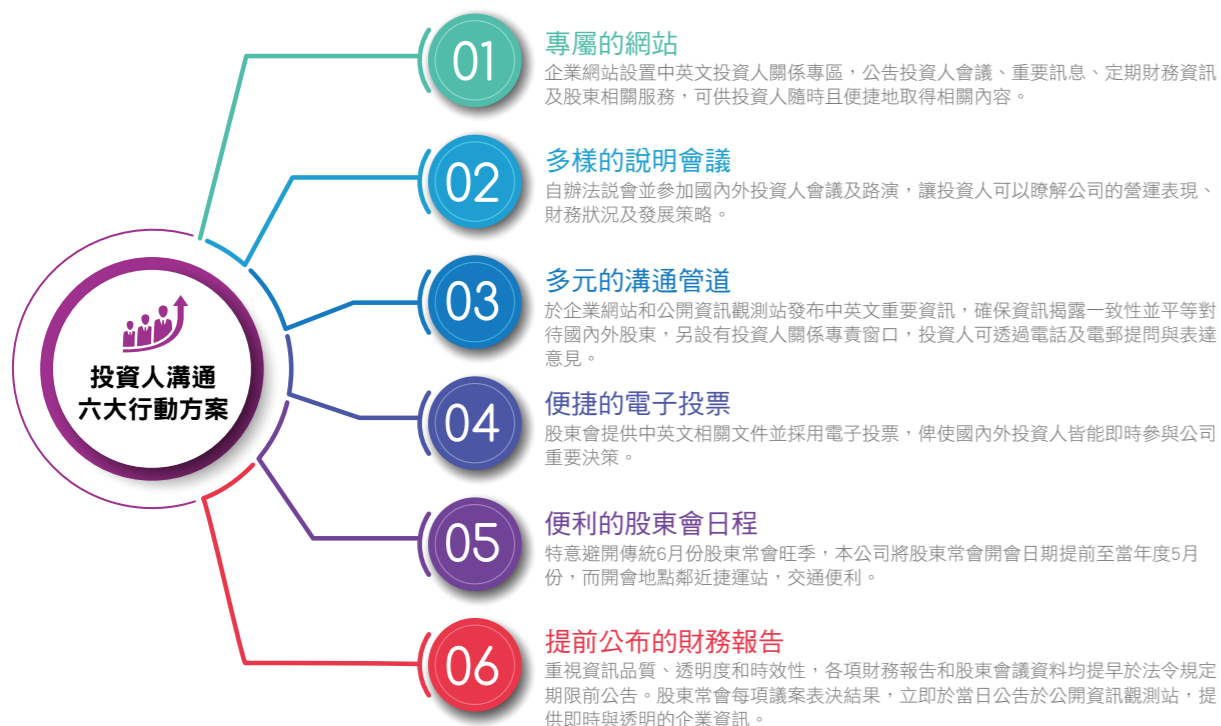 01
專屬的網站
企業網站設置中英文投資人關係專區，公告投資人會議、重要訊息、定期財務資訊
及股東相關服務，可供投資人隨時且便捷地取得相關內容。
02
多樣的說明會議
自辦法說會並參加國內外投資人會議及路演，讓投資人可以瞭解公司的營運表現、
財務狀況及發展策略。
03
多元的溝通管道
於企業網站和公開資訊觀測站發布中英文重要資訊，確保資訊揭露一致性並平等對
待國內外股東，另設有投資人關係專責窗口，投資人可透過電話及電郵提問與表達
意見。
投資人溝通
六大行動方案
04
便捷的電子投票
股東會提供中英文相關文件並採用電子投票，俾使國內外投資人皆能即時參與公司
重要決策。
05
便利的股東會日程
特意避開傳統6月份股東常會旺季，本公司將股東常會開會日期提前至當年度5月
份，而開會地點鄰近捷運站，交通便利。
06
提前公布的財務報告
重視資訊品質、透明度和時效性，各項財務報告和股東會議資料均提早於法令規定
期限前公告。股東常會每項議案表決結果，立即於當日公告於公開資訊觀測站，提
供即時與透明的企業資訊。